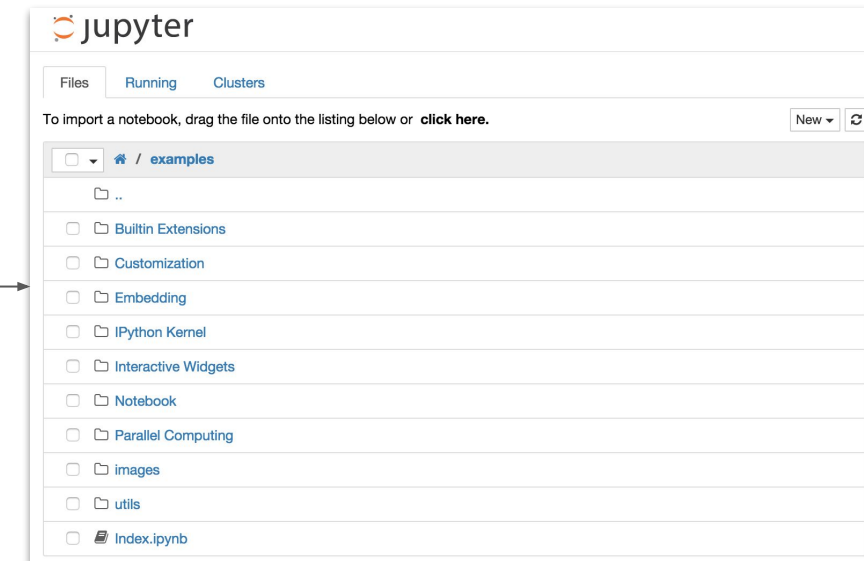 jupyter
Files Running Clusters
To import a notebook, drag the file onto the listing below or click here.
New
/ examples
..
Builtin Extensions
Customization
Embedding
IPython Kernel
Interactive Widgets
Notebook
Parallel Computing
images
utils
Index.ipynb